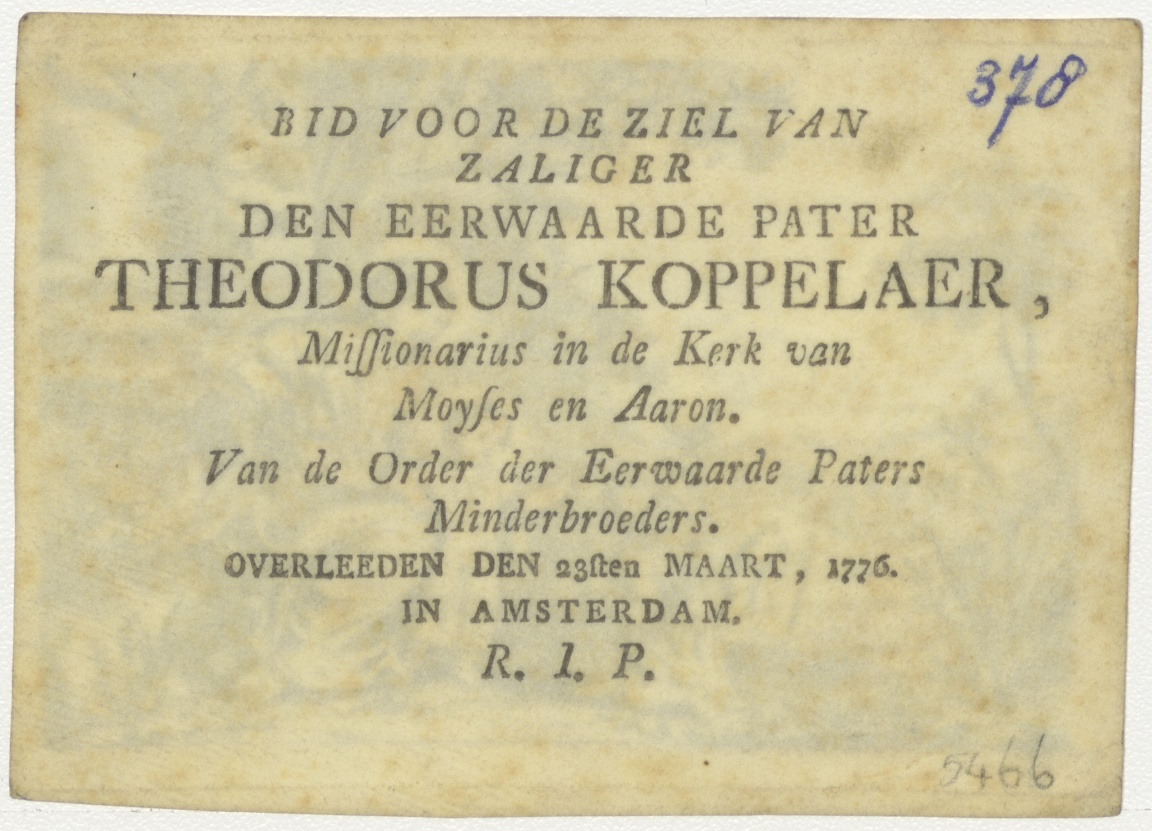 378
BID VOOR DE ZIEL VAN
ZALIGER
DEN EERWAARDE PATER
THEODORUS KOPPELAER,
Miſſionarius in de Kerk van
Moyſes en Aaron.
Van de Order der Eerwaarde Paters
Minderbroeders.
OVERLEEDEN DEN 23ſten MAART, 1776.
IN AMSTERDAM.
R. I. P.
5466